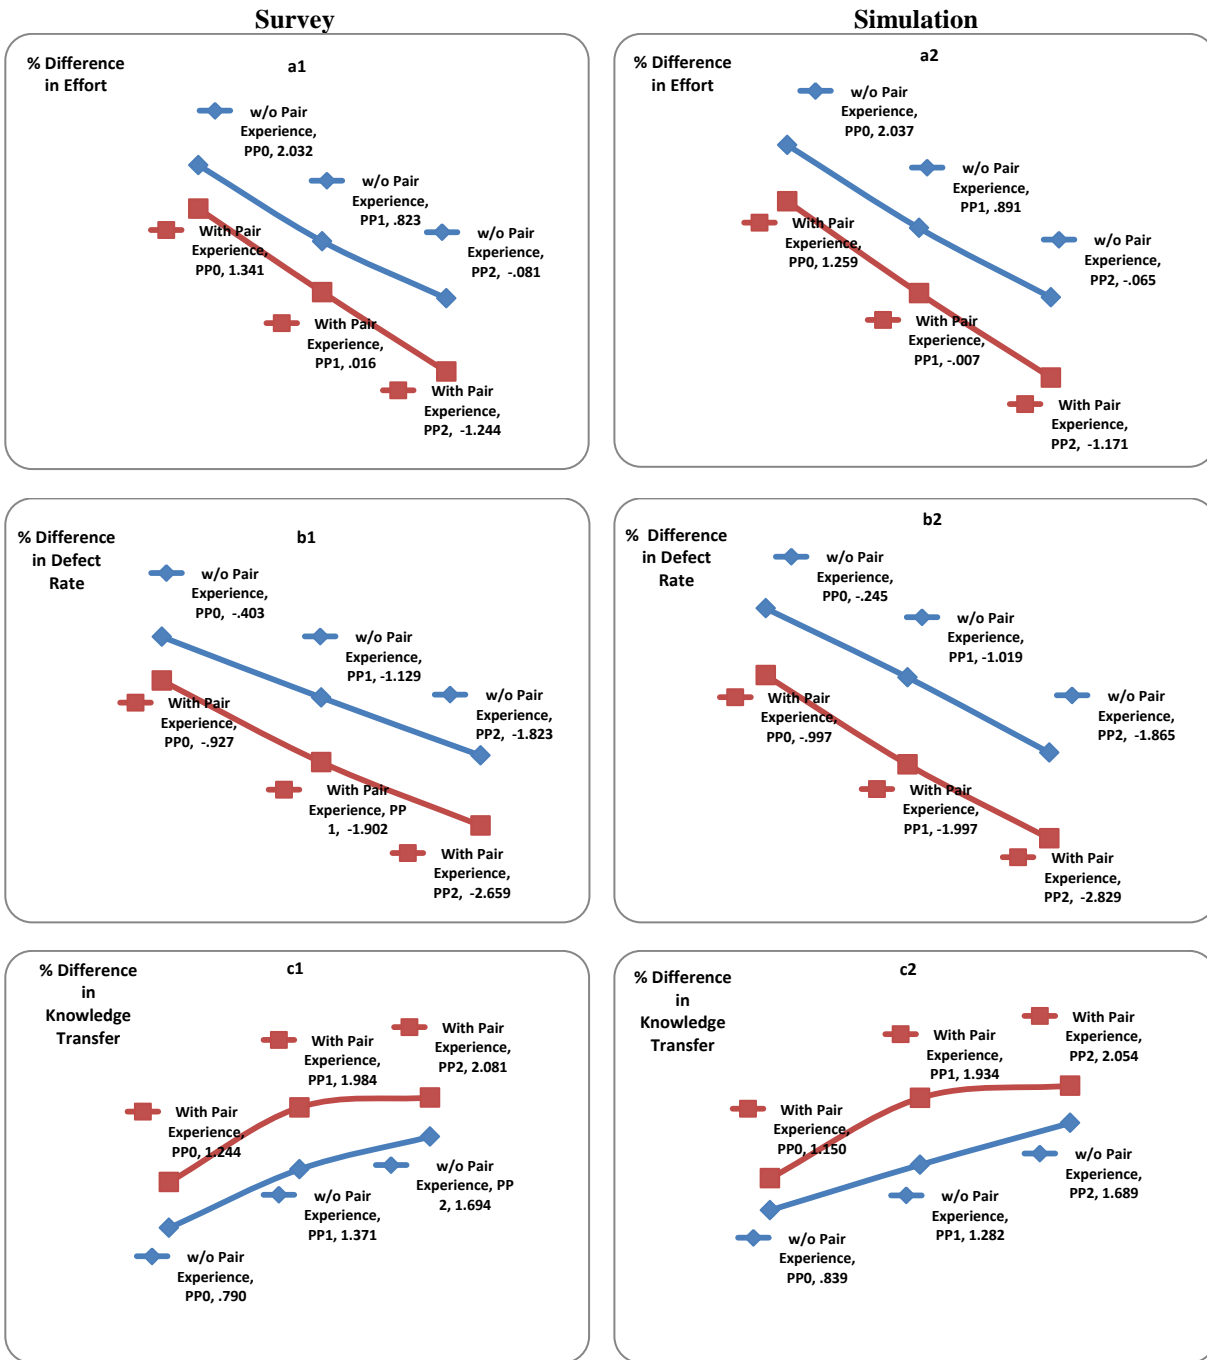 Survey
Simulation
% Difference
in Effort
a1
w/o Pair
Experience,
PP0, 2.032
w/o Pair
Experience,
PP1, .823
w/o Pair
Experience,
PP2, -.081
With Pair
Experience,
PP0, 1.341
With Pair
Experience,
PP1, .016
With Pair
Experience,
PP2, -1.244
% Difference
in Effort
a2
w/o Pair
Experience,
PP0, 2.037
w/o Pair
Experience,
PP1, .891
w/o Pair
Experience,
PP2, -.065
With Pair
Experience,
PP0, 1.259
With Pair
Experience,
PP1, -.007
With Pair
Experience,
PP2, -1.171
% Difference
in Defect
Rate
b1
w/o Pair
Experience,
PP0, -.403
w/o Pair
Experience,
PP1, -1.129
w/o Pair
Experience,
PP2, -1.823
With Pair
Experience,
PP0, -.927
With Pair
Experience, PP
1, -1.902
With Pair
Experience,
PP2, -2.659
% Difference
in Defect
Rate
b2
w/o Pair
Experience,
PP0, -.245
w/o Pair
Experience,
PP1, -1.019
w/o Pair
Experience,
PP2, -1.865
With Pair
Experience,
PP0, -.997
With Pair
Experience,
PP1, -1.997
With Pair
Experience,
PP2, -2.829
% Difference
in
Knowledge
Transfer
c1
With Pair
Experience,
PP0, 1.244
With Pair
Experience,
PP1, 1.984
With Pair
Experience,
PP2, 2.081
w/o Pair
Experience,
PP0, .790
w/o Pair
Experience,
PP1, 1.371
w/o Pair
Experience, PP
2, 1.694
% Difference
in
Knowledge
Transfer
c2
With Pair
Experience,
PP0, 1.150
With Pair
Experience,
PP1, 1.934
With Pair
Experience,
PP2, 2.054
w/o Pair
Experience,
PP0, .839
w/o Pair
Experience,
PP1, 1.282
w/o Pair
Experience,
PP2, 1.689